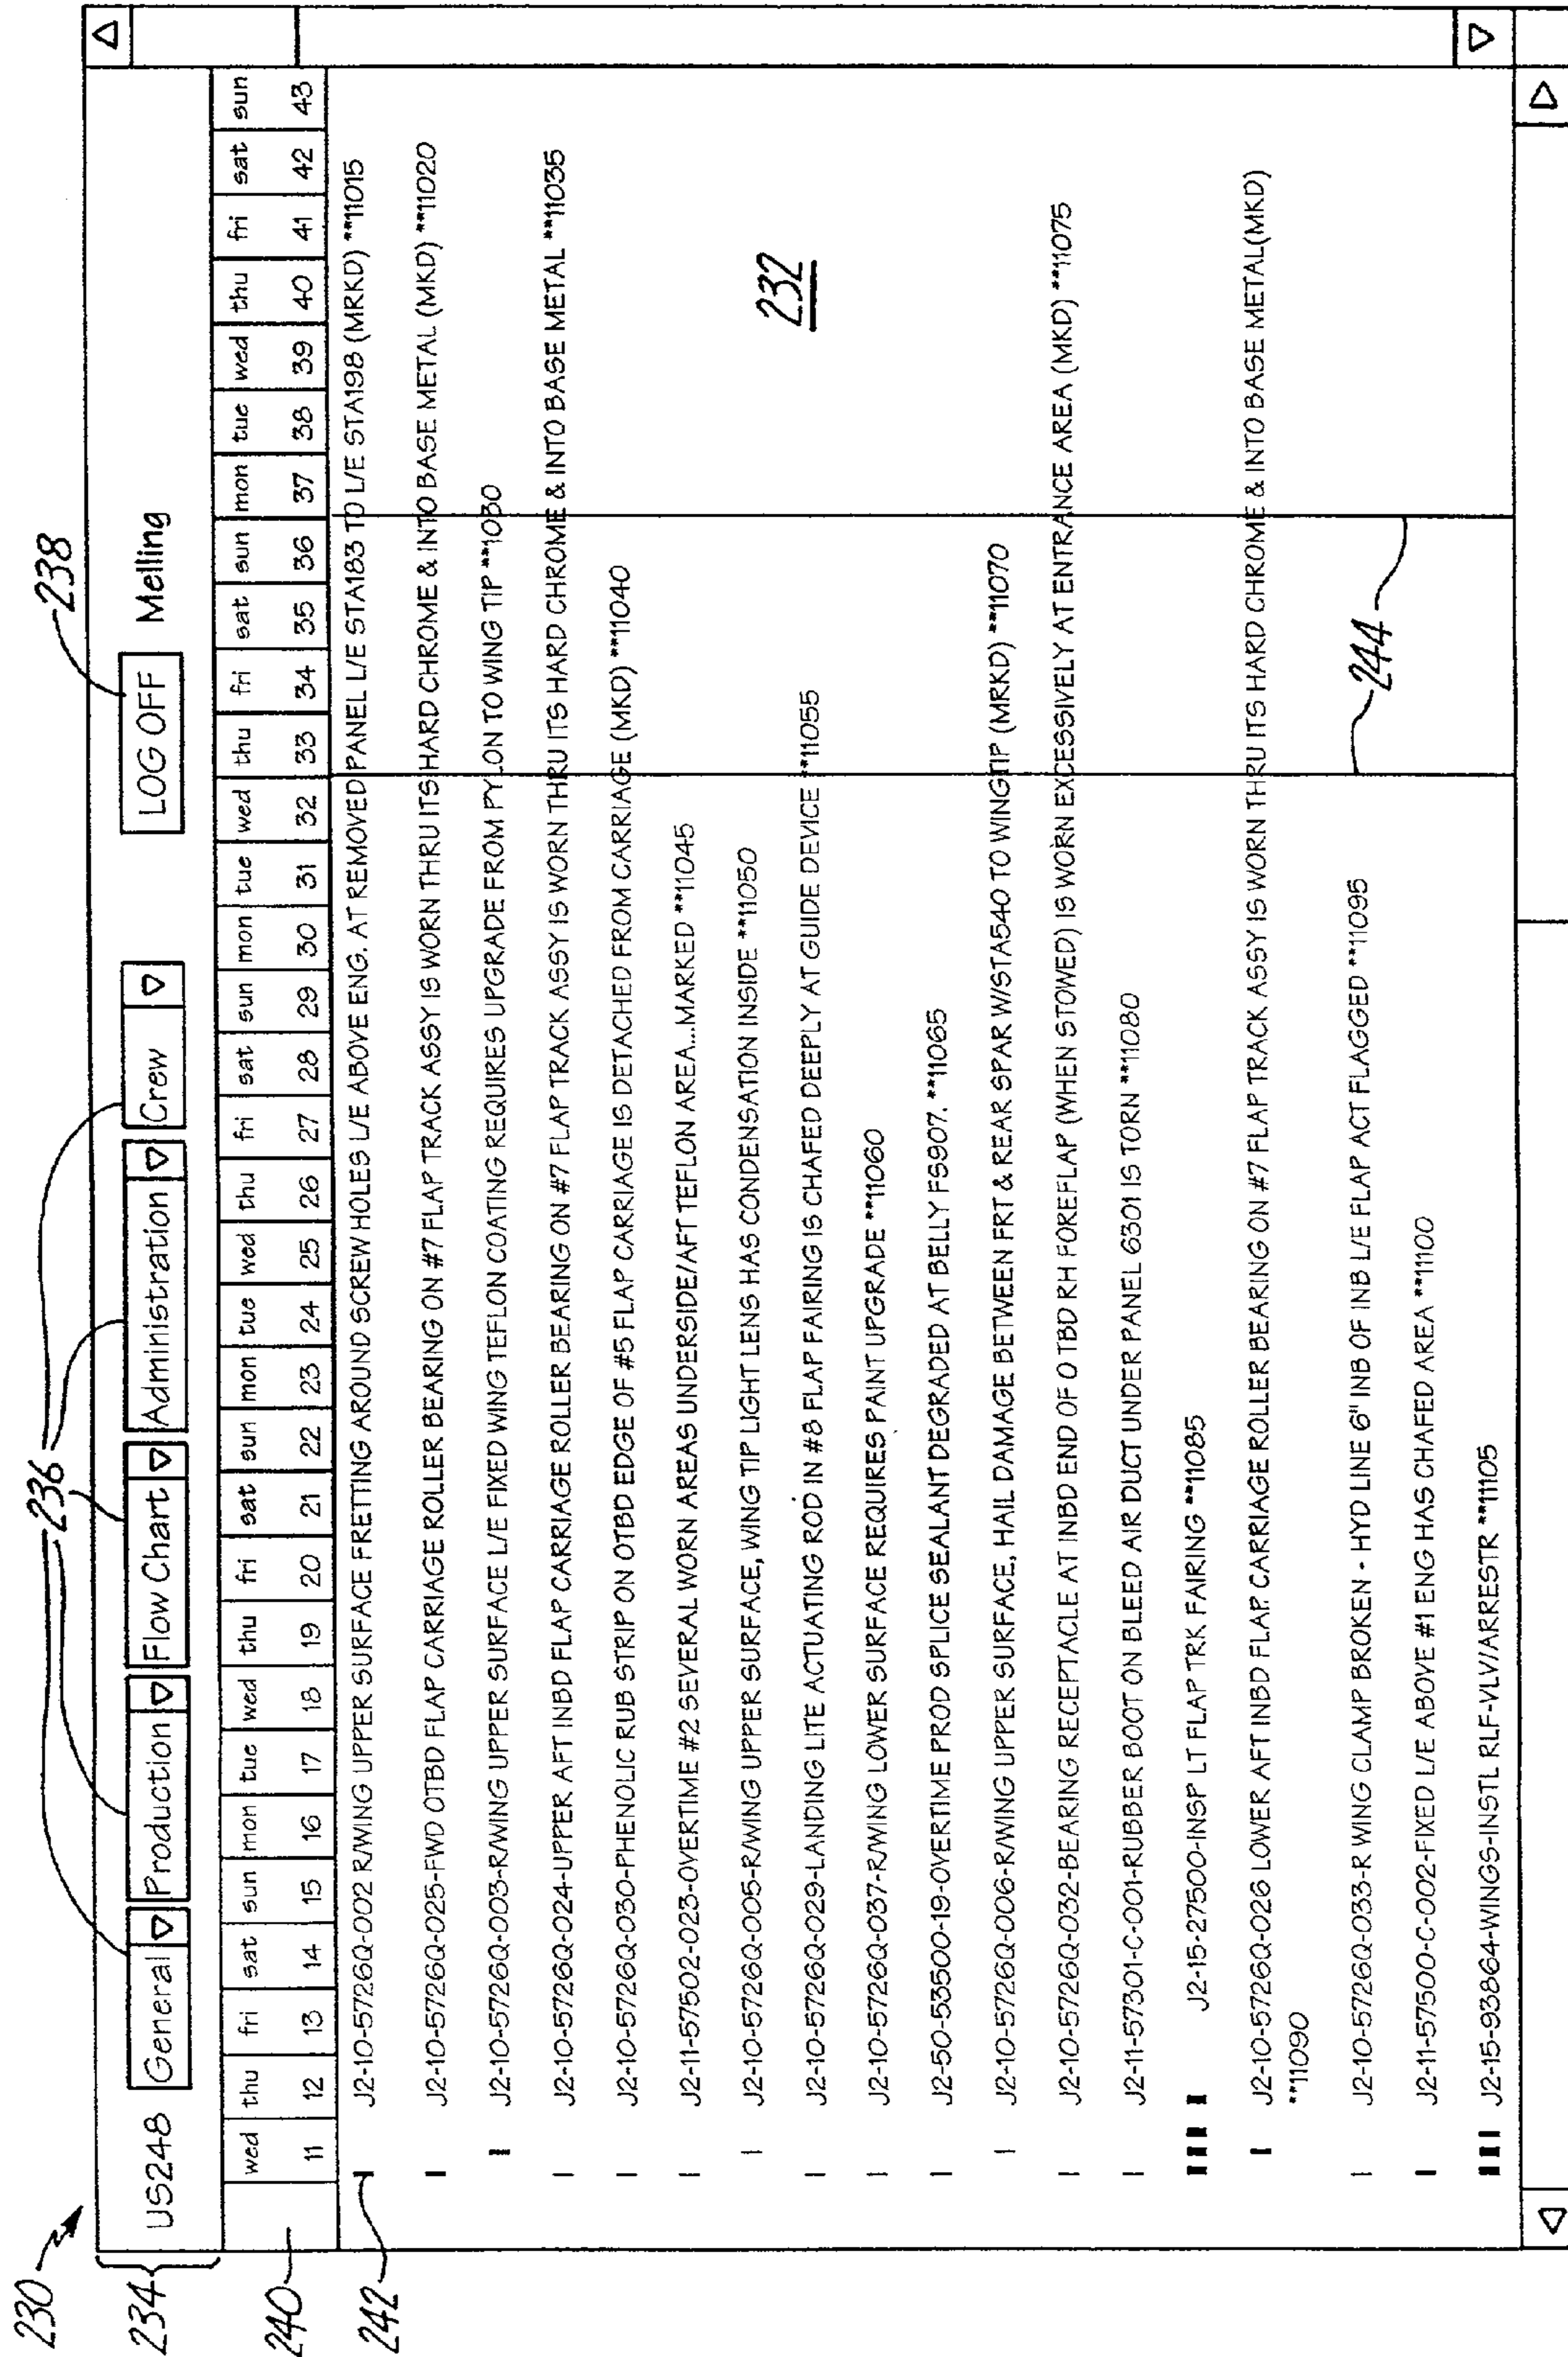 230
238
236
234
US248 General Production Flow Chart Administration Crew LOG OFF Melling
240
wed thu fri sat sun mon tue wed thu fri sat sun mon tue wed thu fri sat sun mon tue wed thu fri sat sun mon tue wed thu fri sat sun
11 12 13 14 15 16 17 18 19 20 21 22 23 24 25 26 27 28 29 30 31 32 33 34 35 36 37 38 39 40 41 42 43
242
J2-10-57260-002 R/WING UPPER SURFACE FRETTING AROUND SCREW HOLES L/E ABOVE ENG. AT REMOVED PANEL L/E STA183 TO L/E STA198 (MRKD) **11015
J2-10-57260-025-FWD OTBD FLAP CARRIAGE ROLLER BEARING ON #7 FLAP TRACK ASSY IS WORN THRU ITS HARD CHROME & INTO BASE METAL (MKD) **11020
J2-10-57260-003-R/WING UPPER SURFACE L/E FIXED WING TEFLON COATING REQUIRES UPGRADE FROM PYLON TO WING TIP **1030
J2-10-57260-024-UPPER AFT INBD FLAP CARRIAGE ROLLER BEARING ON #7 FLAP TRACK ASSY IS WORN THRU ITS HARD CHROME & INTO BASE METAL **11035
J2-10-57260-030-PHENOLIC RUB STRIP ON OTBD EDGE OF #5 FLAP CARRIAGE IS DETACHED FROM CARRIAGE (MKD) **11040
J2-11-57502-023-OVERTIME #2 SEVERAL WORN AREAS UNDERSIDE/AFT TEFLON AREA...MARKED **11045
J2-10-57260-005-R/WING UPPER SURFACE, WING TIP LIGHT LENS HAS CONDENSATION INSIDE **11050
232
J2-10-57260-029-LANDING LITE ACTUATING ROD IN #8 FLAP FAIRING IS CHAFED DEEPLY AT GUIDE DEVICE **11055
J2-10-57260-037-R/WING LOWER SURFACE REQUIRES PAINT UPGRADE **11060
J2-50-53500-19-OVERTIME PROD SPLICE SEALANT DEGRADED AT BELLY FS907. **11065
J2-10-57260-006-R/WING UPPER SURFACE, HAIL DAMAGE BETWEEN FRT & REAR SPAR W/STA540 TO WINGTIP (MRKD) **11070
J2-10-57260-032-BEARING RECEPTACLE AT INBD END OF O TBD RH FOREFLAP (WHEN STOWED) IS WORN EXCESSIVELY AT ENTRANCE AREA (MKD) **11075
J2-11-57301-C-001-RUBBER BOOT ON BLEED AIR DUCT UNDER PANEL 6301 IS TORN **11080
J2-15-27500-INSP LT FLAP TRK FAIRING **11085
J2-10-57260-026 LOWER AFT INBD FLAP CARRIAGE ROLLER BEARING ON #7 FLAP TRACK ASSY IS WORN THRU ITS HARD CHROME & INTO BASE METAL(MKD)
**11090
J2-10-57260-033-R WING CLAMP BROKEN - HYD LINE 6" INB OF INB L/E FLAP ACT FLAGGED **11095
244
J2-11-57500-C-002-FIXED L/E ABOVE #1 ENG HAS CHAFED AREA **11100
J2-15-93864-WINGS-INSTL RLF-VLV/ARRESTR **11105